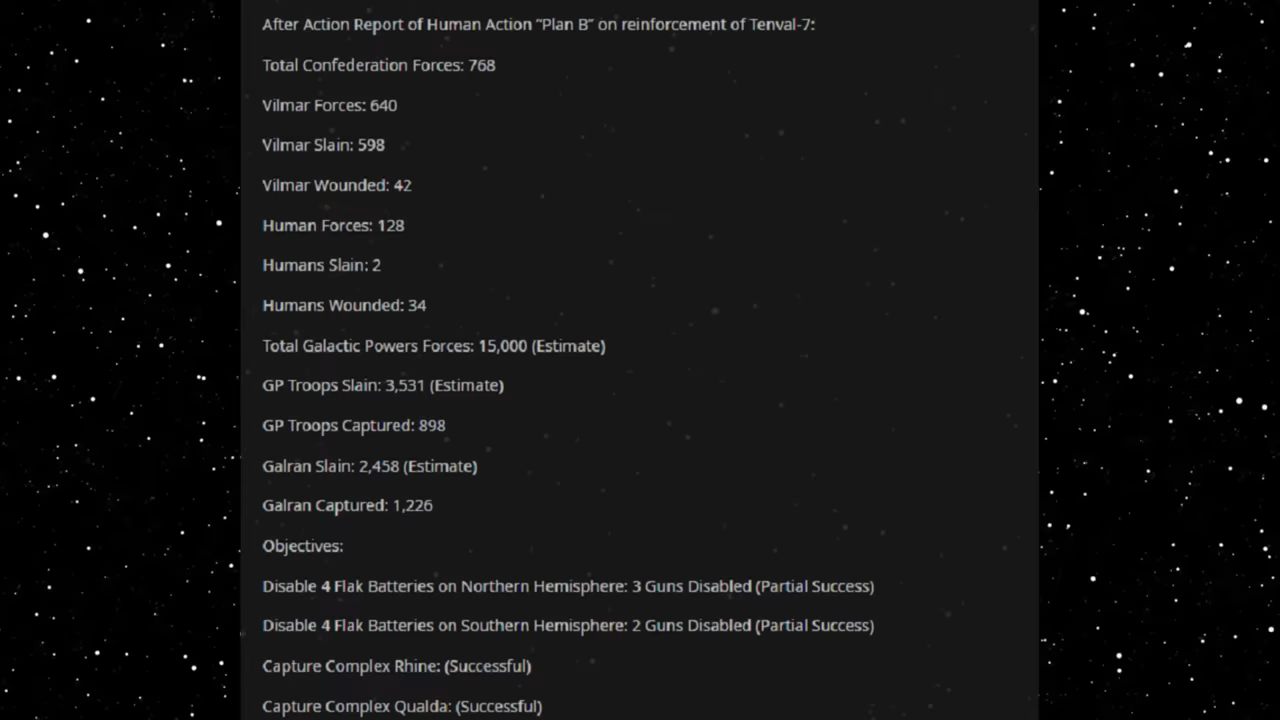 After Action Report of Human Action “Plan B” on reinforcement of Tenval-7:
Total Confederation Forces: 768
Vilmar Forces: 640
Vilmar Slain: 598
Vilmar Wounded: 42
Human Forces: 128
Humans Slain: 2
Humans Wounded: 34
Total Galactic Powers Forces: 15,000 (Estimate)
GP Troops Slain: 3,531 (Estimate)
GP Troops Captured: 898
Galran Slain: 2,458 (Estimate)
Galran Captured: 1,226
Objectives:
Disable 4 Flak Batteries on Northern Hemisphere: 3 Guns Disabled (Partial Success)
Disable 4 Flak Batteries on Southern Hemisphere: 2 Guns Disabled (Partial Success)
Capture Complex Rhine: (Successful)
Capture Complex Qualda: (Successful)